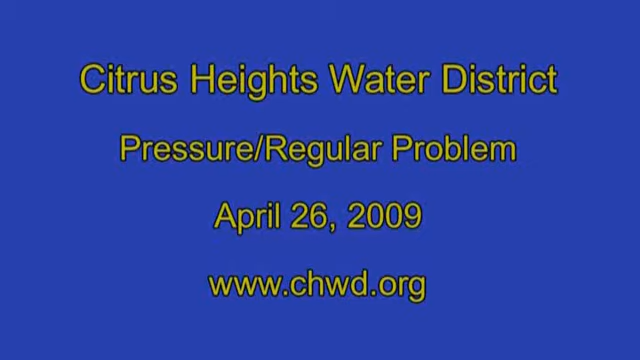 Citrus Heights Water District
Pressure/Regular Problem
April 26, 2009
www.chwd.org